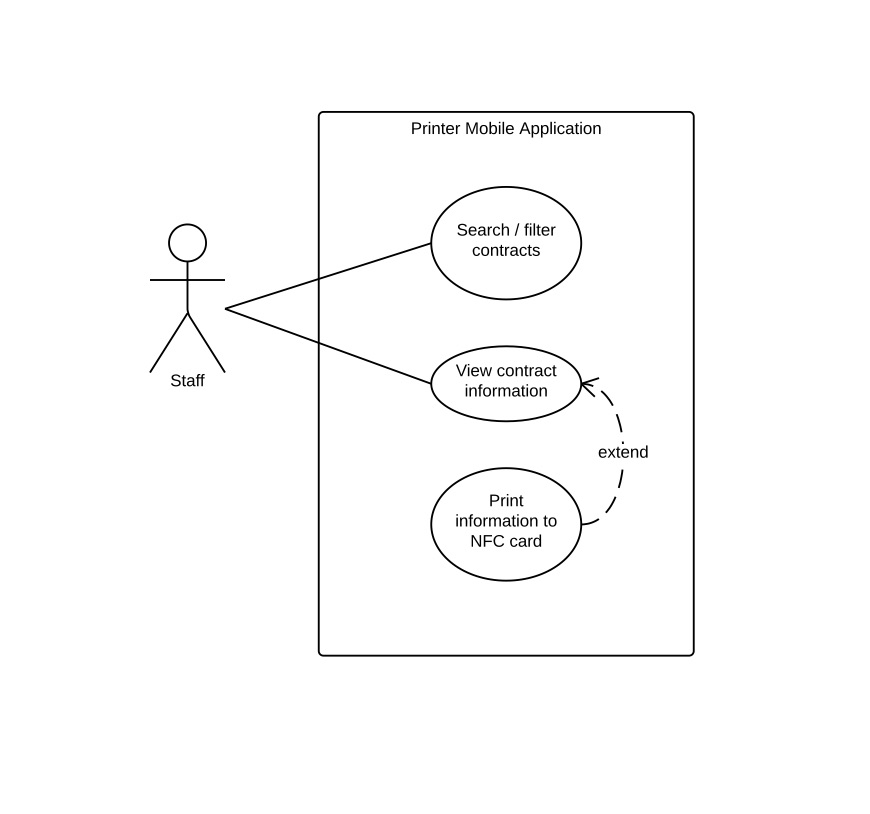 Printer Mobile Application
Search / filter
contracts
Staff
View contract
information
extend
Print
information to
NFC card